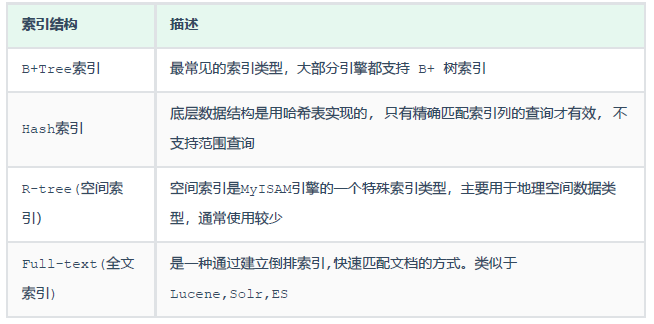 索引结构 描述
B+Tree索引 最常见的索引类型，大部分引擎都支持 B+ 树索引
Hash索引 底层数据结构是用哈希表实现的, 只有精确匹配索引列的查询才有效, 不
支持范围查询
R-tree(空间索
引) 空间索引是MyISAM引擎的一个特殊索引类型，主要用于地理空间数据类
型，通常使用较少
Full-text(全文
索引) 是一种通过建立倒排索引,快速匹配文档的方式。类似于
Lucene,Solr,ES